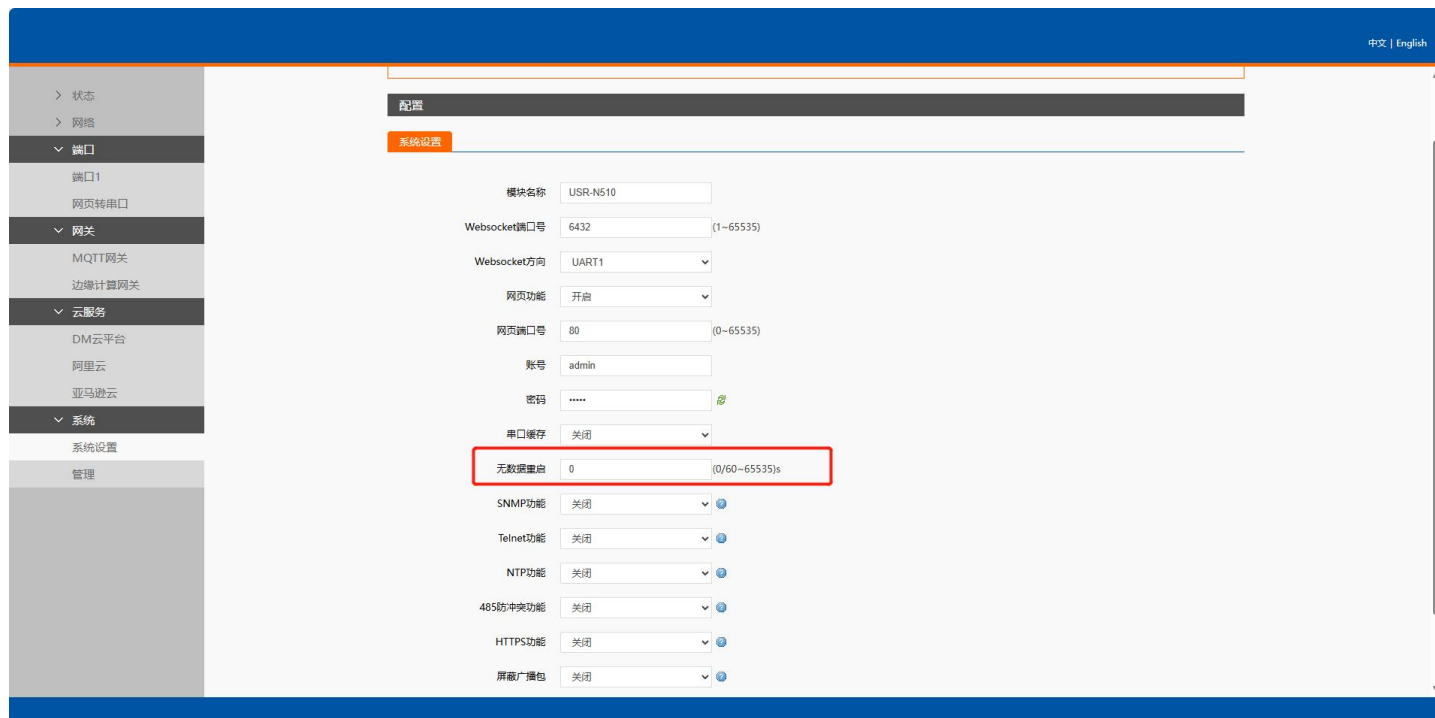 中文 | English
状态
网络
端口
端口1
网页转串口
网关
MQTT网关
边缘计算网关
云服务
DM云平台
阿里云
亚马逊云
系统
系统设置
管理
配置
系统设置
模块名称 USR-N510
Websocket端口号 6432 (1~65535)
Websocket方向 UART1
网页功能 开启
网页端口号 80 (0~65535)
账号 admin
密码 •••••
串口缓存 关闭
无数据重启 0 (0/60~65535)s
SNMP功能 关闭
Telnet功能 关闭
NTP功能 关闭
485防冲突功能 关闭
HTTPS功能 关闭
屏蔽广播包 关闭